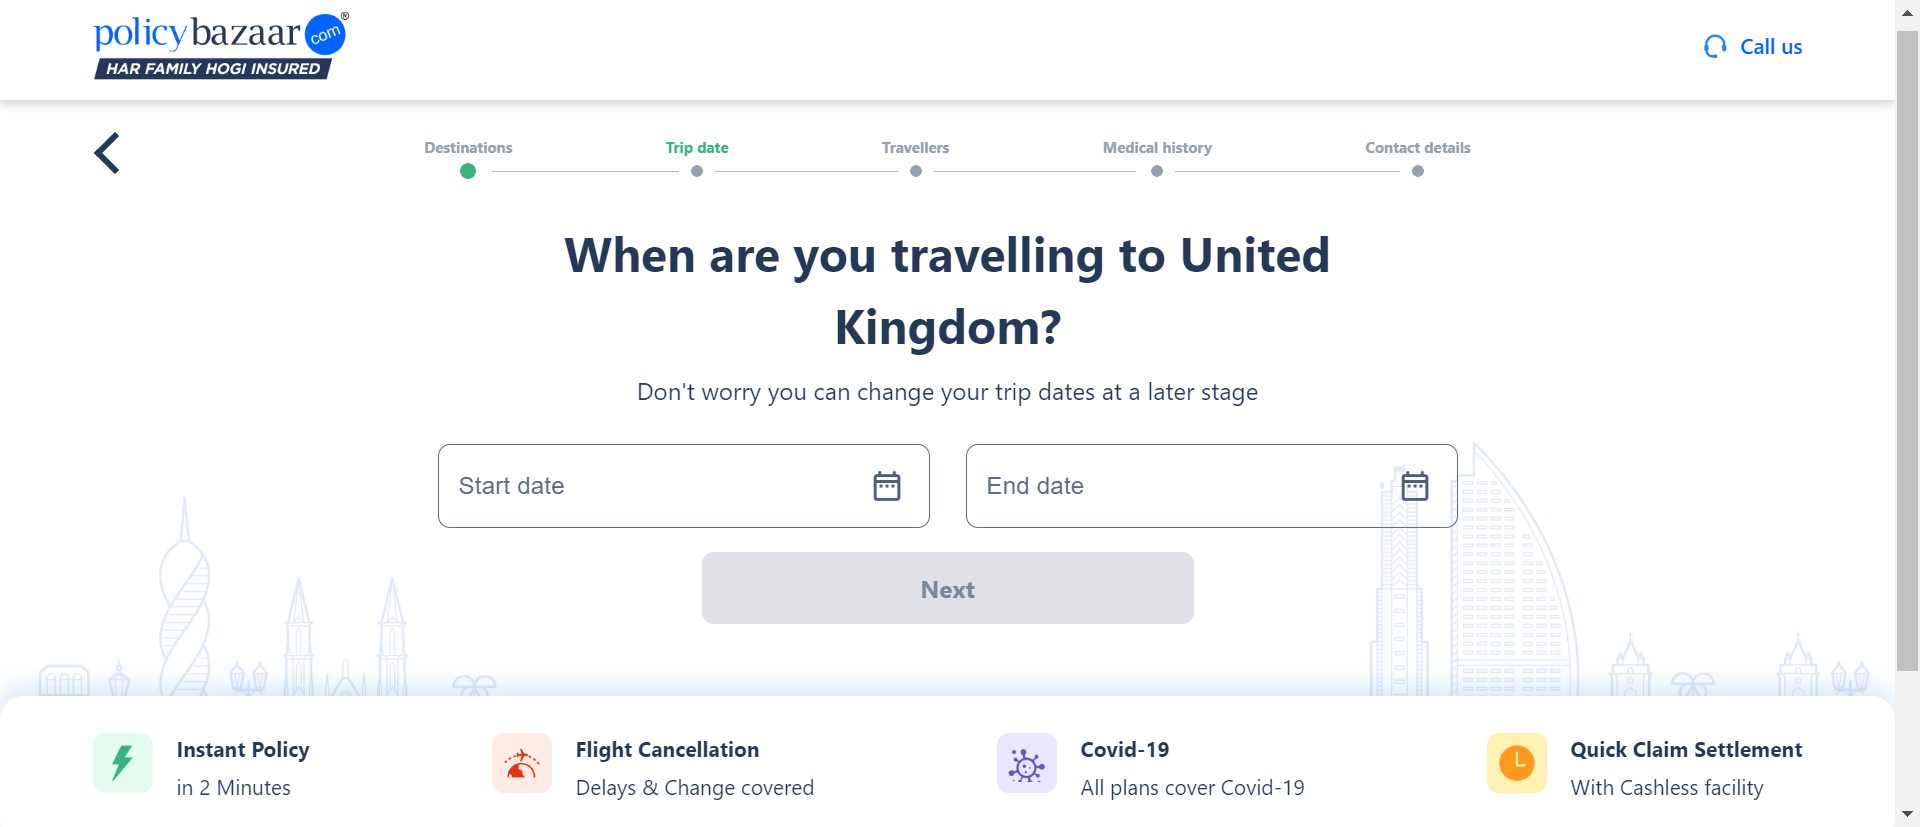 policybazaar com ®
HAR FAMILY HOGI INSURED
Call us
Destinations
Trip date
Travellers
Medical history
Contact details
When are you travelling to United
Kingdom?
Don't worry you can change your trip dates at a later stage
Start date
End date
Next
Instant Policy
in 2 Minutes
Flight Cancellation
Delays & Change covered
Covid-19
All plans cover Covid-19
Quick Claim Settlement
With Cashless facility